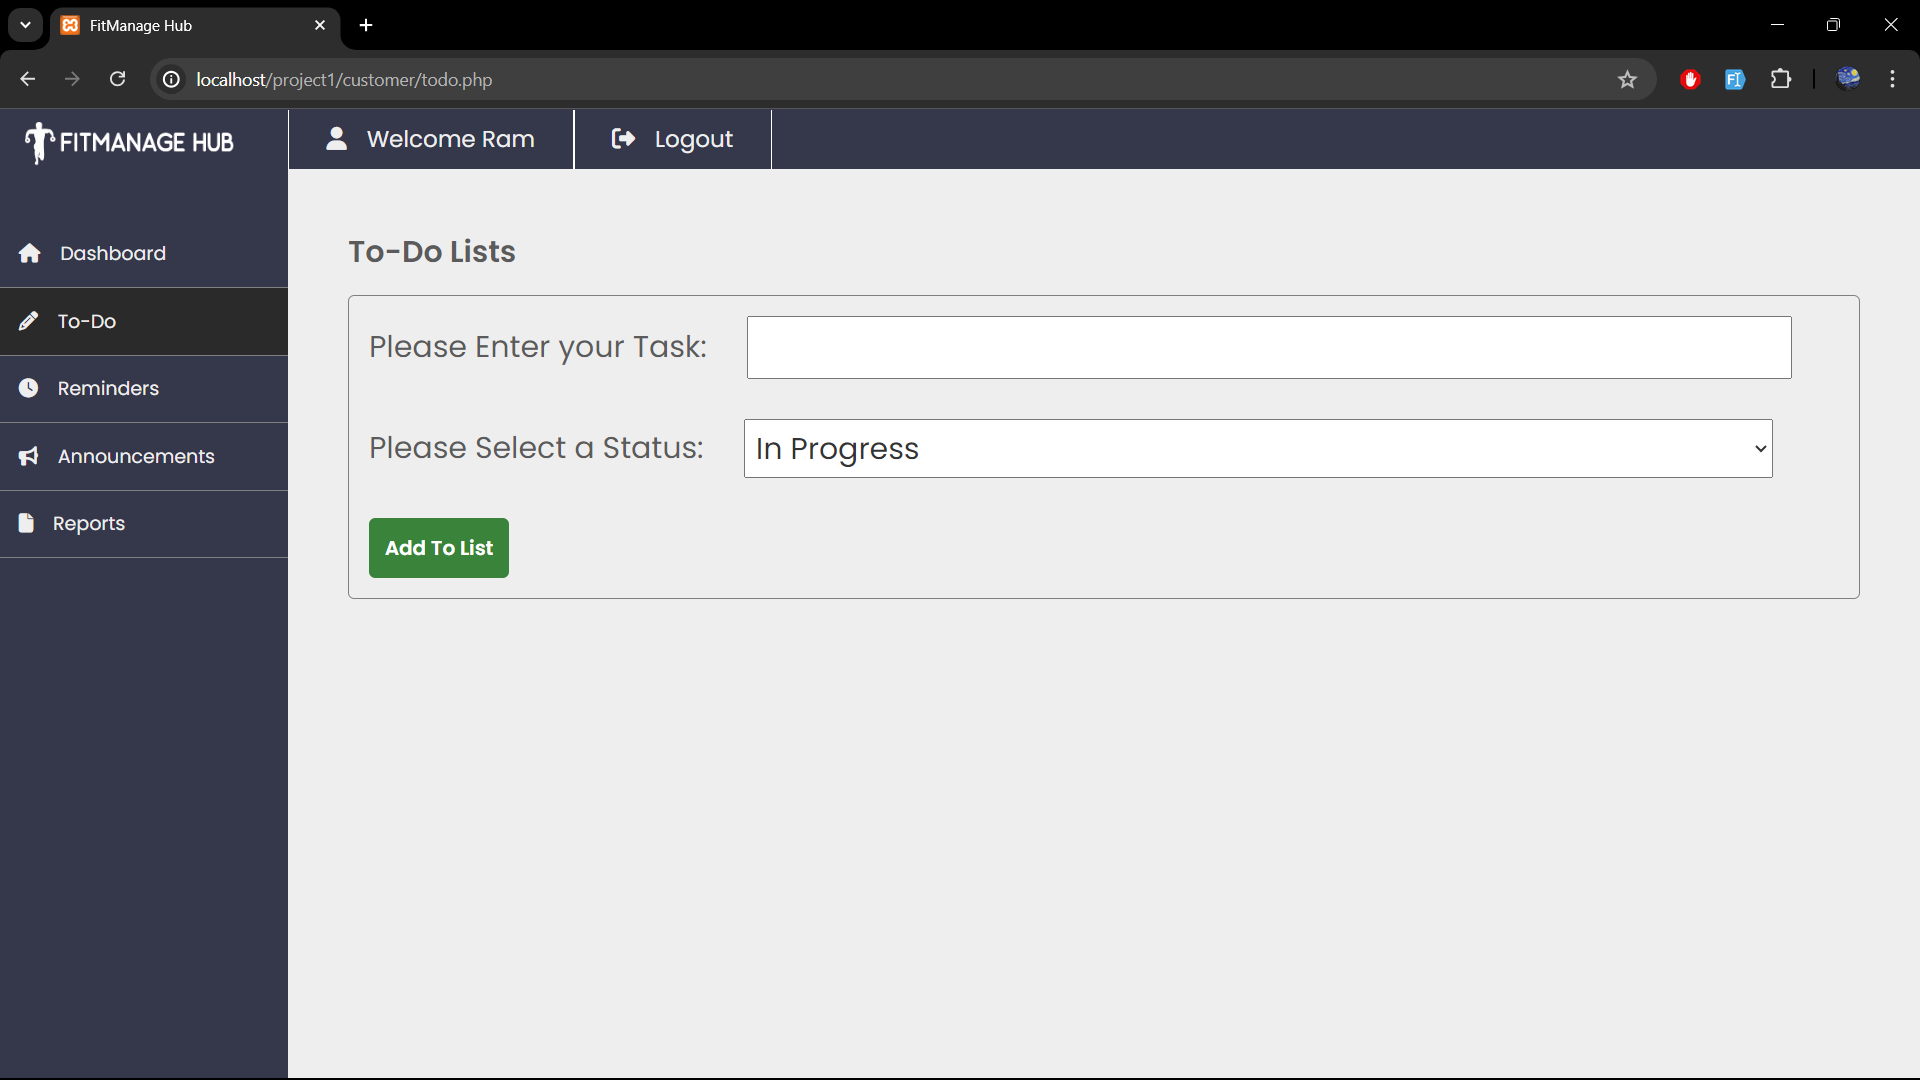 FitManage Hub
localhost/project1/customer/todo.php
FITMANAGE HUB
Welcome Ram
Logout
Dashboard
To-Do
Reminders
Announcements
Reports
To-Do Lists
Please Enter your Task:
Please Select a Status:
In Progress
Add To List